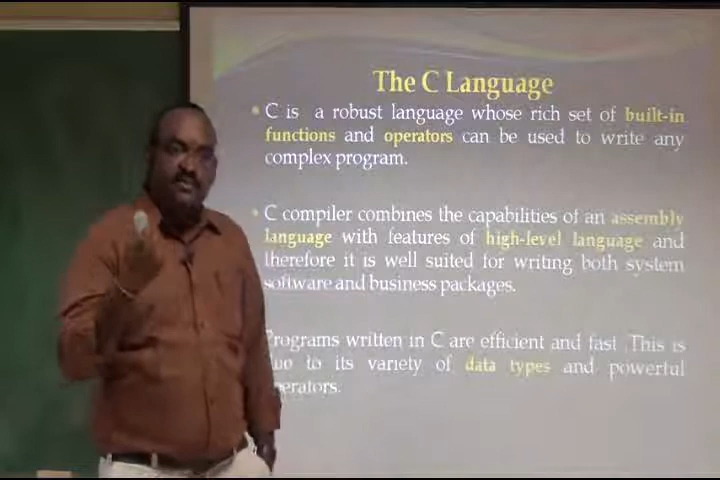 The C Language
C is a robust language whose rich set of built-in
functions and operators can be used to write any
complex program.
C compiler combines the capabilities of an assembly
language with features of high-level language and
therefore it is well suited for writing both system
software and business packages.
Programs written in C are efficient and fast .This is
due to its variety of data types and powerful
operators.